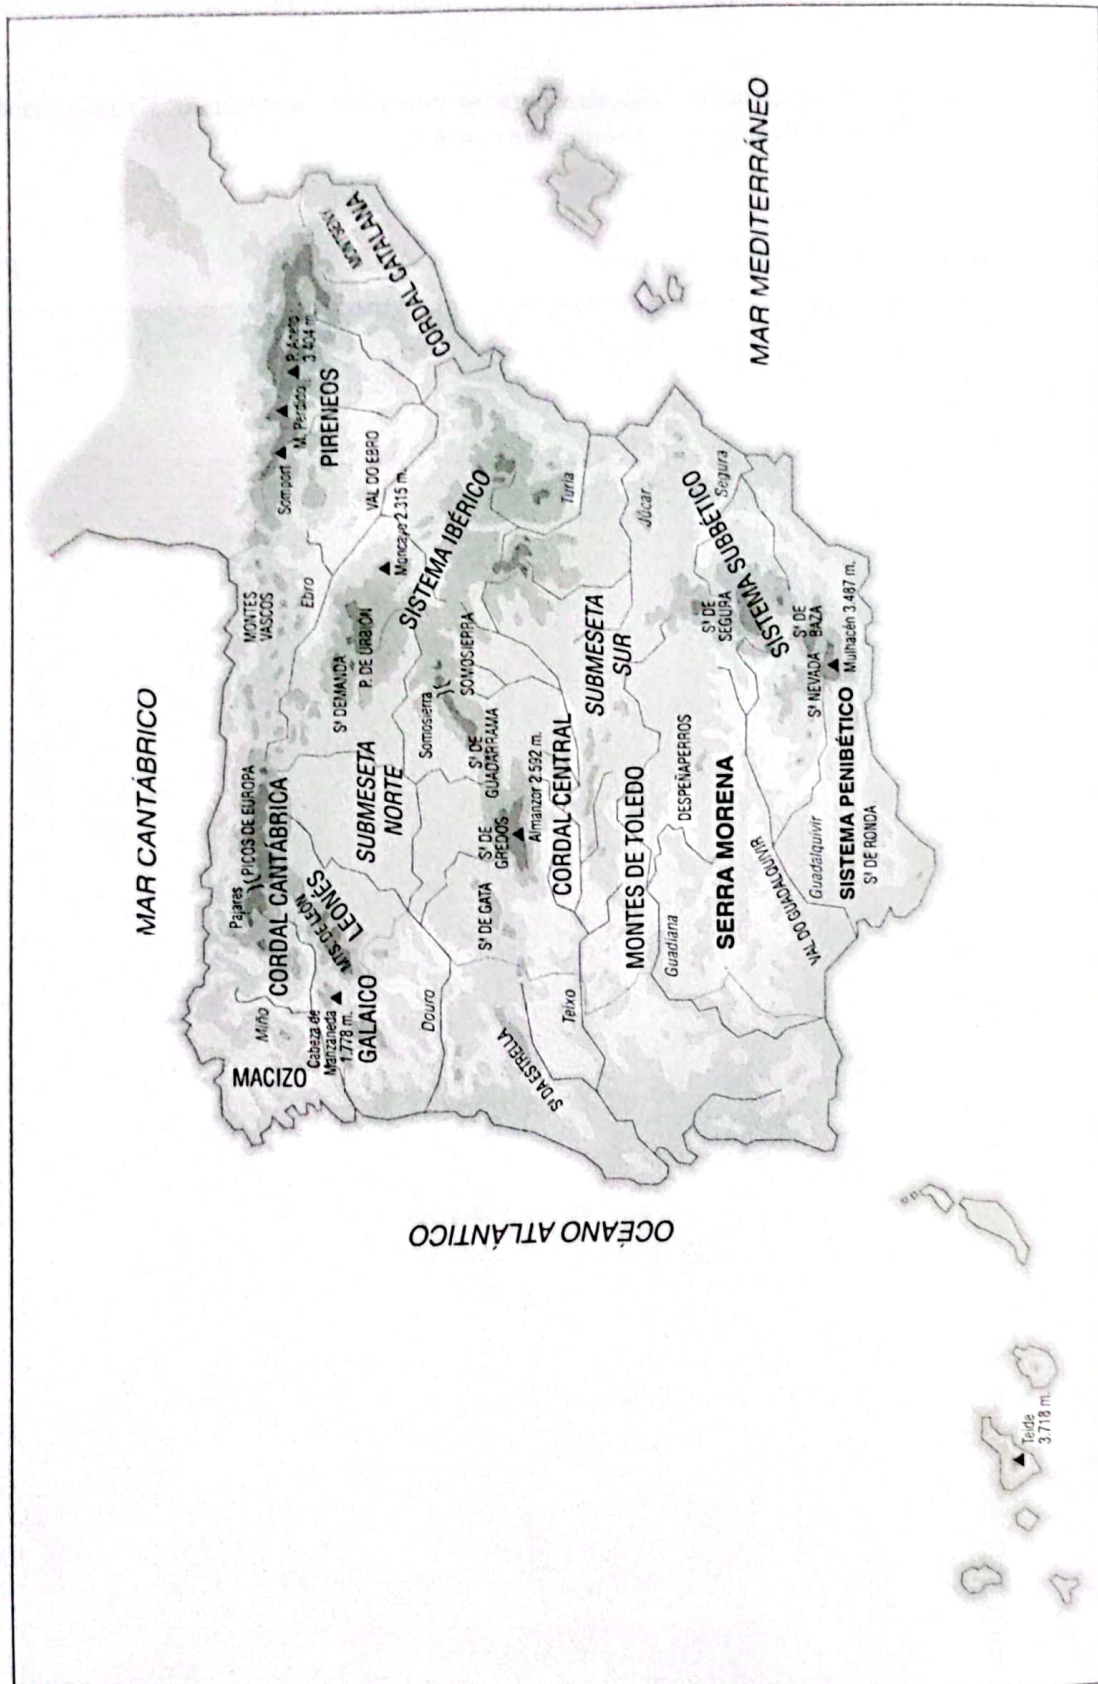 MAR CANTÁBRICO
Pajares
PICOS DE EUROPA
CORDAL CANTÁBRICA
MONTES
VASCOS
Somport
M. Perdido
P. Aneto
3.404 m.
PIRENEOS
Miño
MACIZO
Cabeza de
Manzaneda
1.778 m.
GALAICO
MTS. DE LEÓN
LEONÉS
Ebro
VAL DO EBRO
MONTSENY
CORDAL CATALANA
Sª DEMANDA
P. DE URBIÓN
Moncayo 2.315 m.
SUBMESETA
NORTE
SISTEMA IBÉRICO
Douro
Somosierra
SOMOSIERRA
Sª DE
GUADARRAMA
Sª DE
GREDOS
Sª DE GATA
Almanzor 2.592 m.
CORDAL CENTRAL
Sª DA ESTRELLA
Teixo
Turia
SUBMESETA
SUR
Júcar
MONTES DE TOLEDO
Guadiana
DESPEÑAPERROS
SERRA MORENA
Segura
Sª DE
SEGURA
SISTEMA SUBBÉTICO
VAL DO GUADALQUIVIR
Guadalquivir
Sª NEVADA
Sª DE
BAZA
Mulhacén 3.487 m.
SISTEMA PENIBÉTICO
Sª DE RONDA
OCÉANO ATLÁNTICO
MAR MEDITERRÁNEO
Teide
3.718 m.